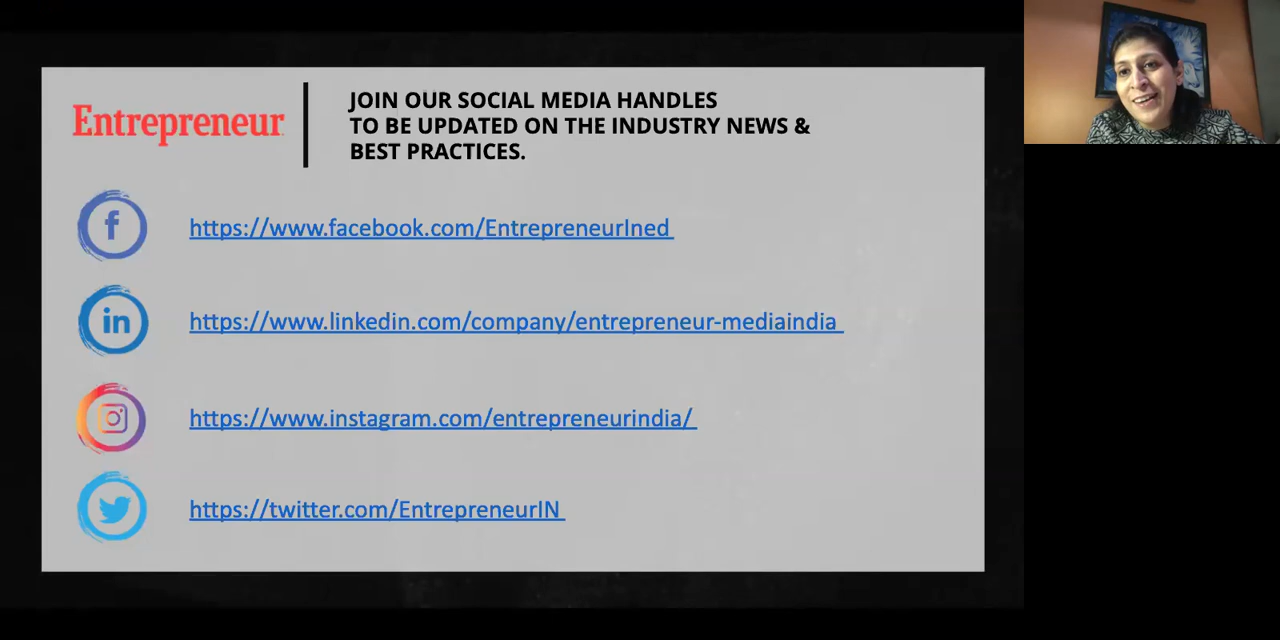 Entrepreneur
JOIN OUR SOCIAL MEDIA HANDLES
TO BE UPDATED ON THE INDUSTRY NEWS &
BEST PRACTICES.
f
https://www.facebook.com/EntrepreneurIned
in
https://www.linkedin.com/company/entrepreneur-mediaindia
https://www.instagram.com/entrepreneurindia/
https://twitter.com/EntrepreneurIN